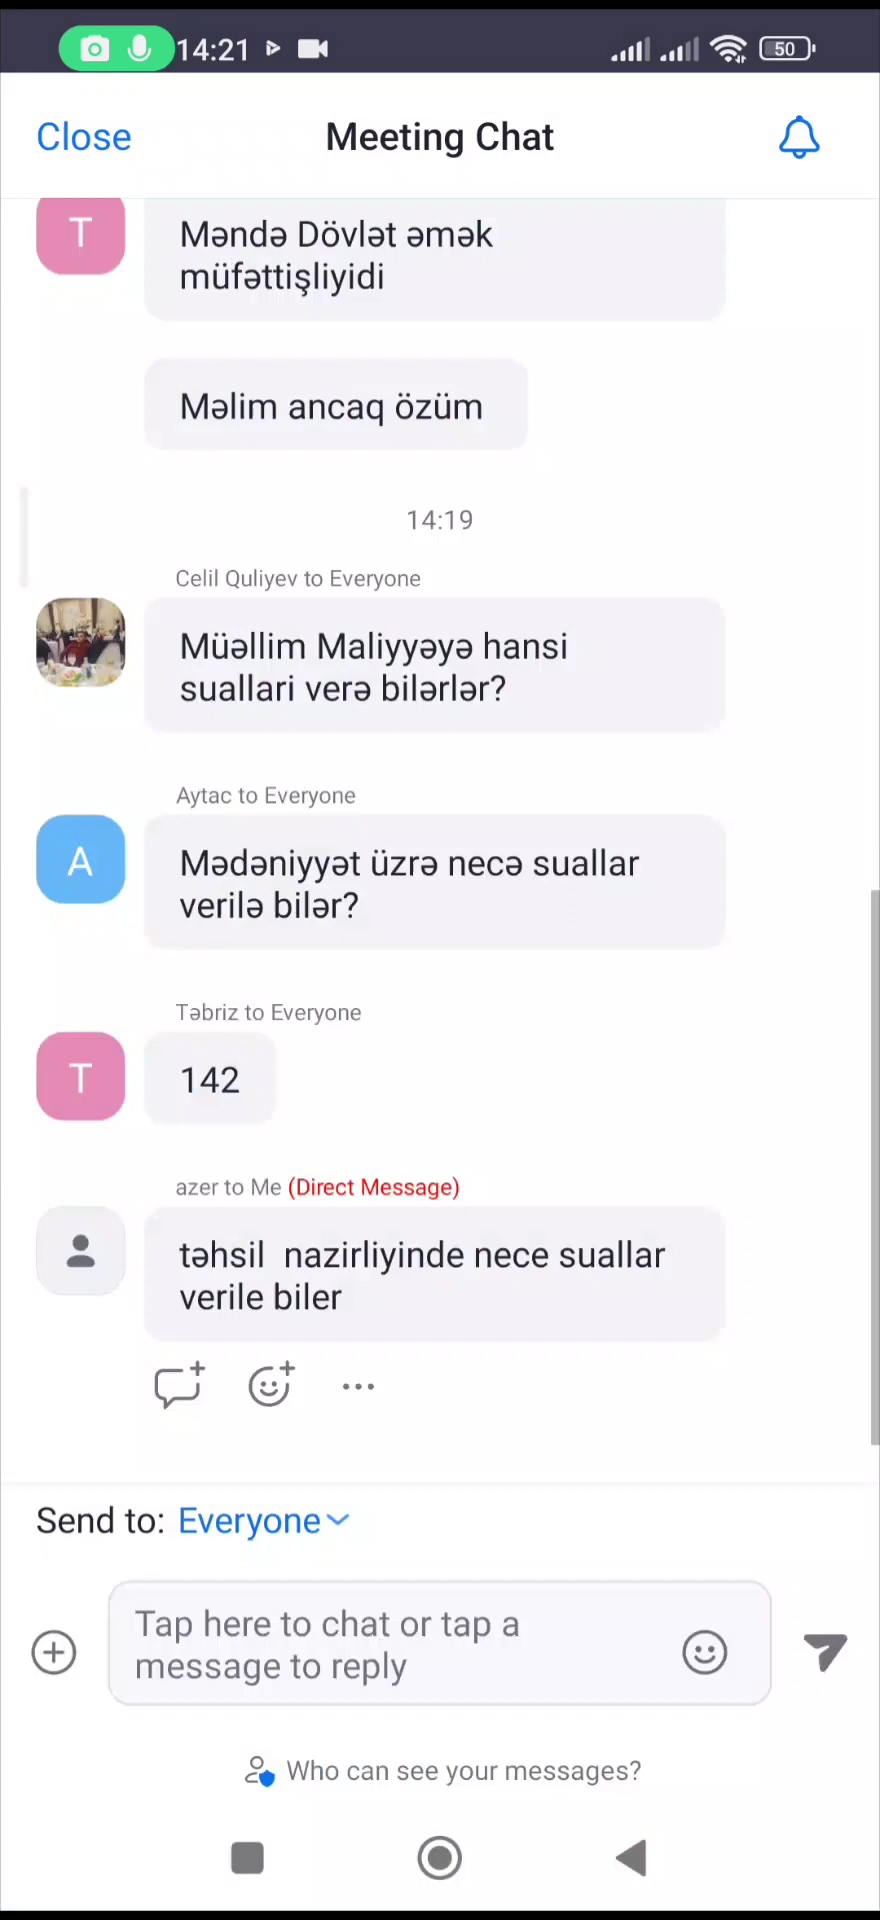 14:21
50
Close
Meeting Chat
T
Məndə Dövlət əmək
müfəttişliyidi
Məlim ancaq özüm
14:19
Celil Quliyev to Everyone
Müəllim Maliyyəyə hansi
suallari verə bilərlər?
Aytac to Everyone
A
Mədəniyyət üzrə necə suallar
verilə bilər?
Təbriz to Everyone
T
142
azer to Me (Direct Message)
təhsil  nazirliyinde nece suallar
verile biler
Send to: Everyone
Tap here to chat or tap a
message to reply
Who can see your messages?